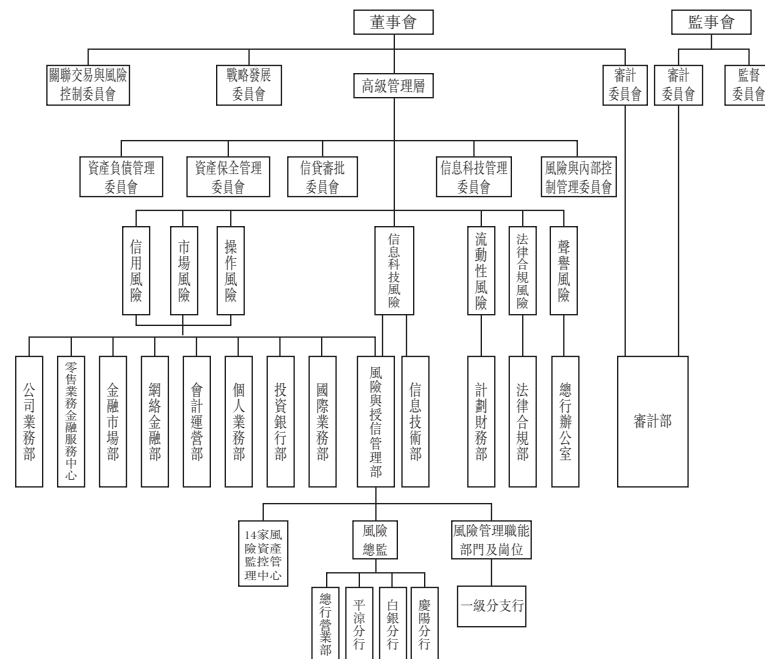 董事會
監事會
關聯交易與風險
控制委員會
戰略發展
委員會
高級管理層
審計
委員會
審計
委員會
監督
委員會
資產負債管理
委員會
資產保全管理
委員會
信貸審批
委員會
信息科技管理
委員會
風險與內部控
制管理委員會
信用風險
市場風險
操作風險
信息科技風險
流動性風險
法律合規風險
聲譽風險
公司業務部
零售業務金融服務中心
金融市場部
網絡金融部
會計運營部
個人業務部
投資銀行部
國際業務部
風險與授信管理部
信息技術部
計劃財務部
法律合規部
總行辦公室
審計部
14家風
險資產
監控管
理中心
風險
總監
風險管理職能
部門及崗位
總行營業部
平涼分行
白銀分行
慶陽分行
一級分支行